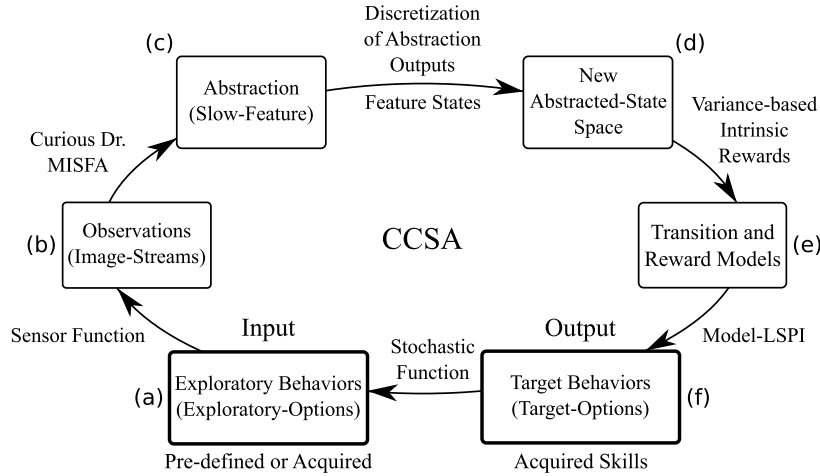 (c)
Abstraction
(Slow-Feature)
Discretization
of Abstraction
Outputs
Feature States
(d)
New
Abstracted-State
Space
Curious Dr.
MISFA
Variance-based
Intrinsic
Rewards
(b)
Observations
(Image-Streams)
CCSA
Transition and
Reward Models
(e)
Sensor Function
Input
Output
Model-LSPI
Stochastic
Function
(a)
Exploratory Behaviors
(Exploratory-Options)
Target Behaviors
(Target-Options)
(f)
Pre-defined or Acquired
Acquired Skills